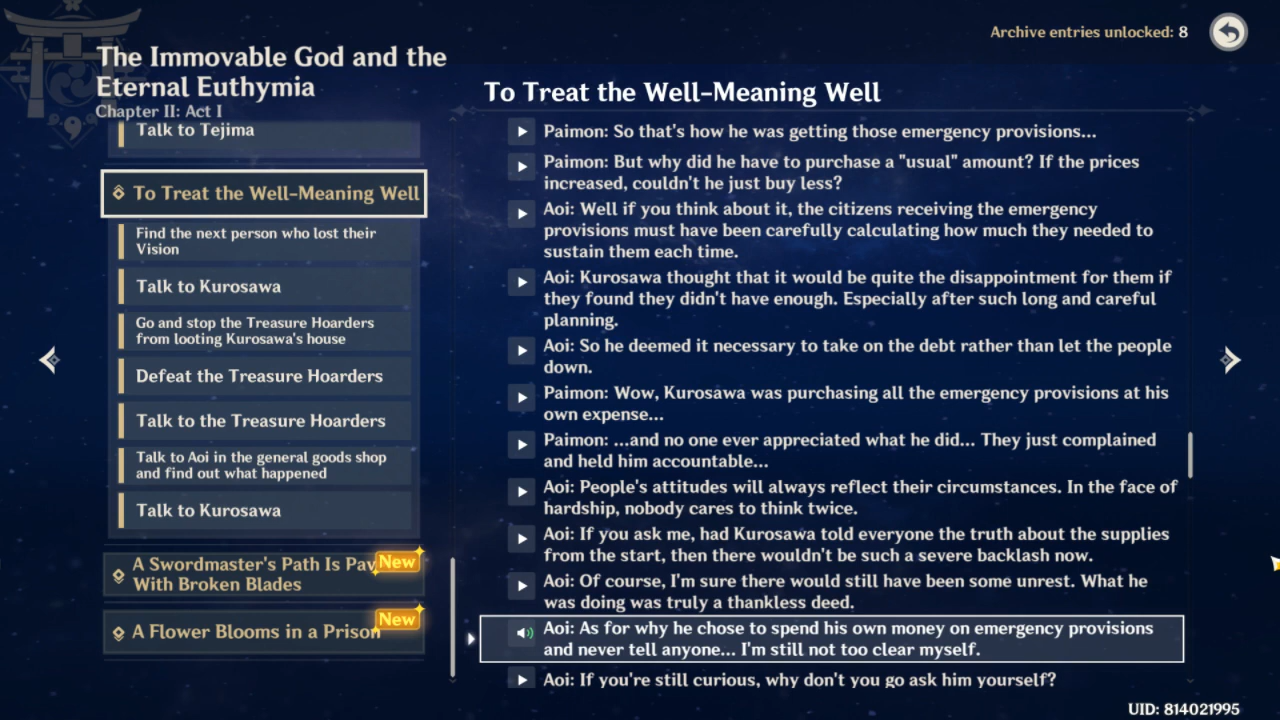 Archive entries unlocked: 8
The Immovable God and the
Eternal Euthymia
Chapter II: Act I
Talk to Tejima
To Treat the Well-Meaning Well
Find the next person who lost their
Vision
Talk to Kurosawa
Go and stop the Treasure Hoarders
from looting Kurosawa's house
Defeat the Treasure Hoarders
Talk to the Treasure Hoarders
Talk to Aoi in the general goods shop
and find out what happened
Talk to Kurosawa
A Swordmaster's Path Is Pav
With Broken Blades
New
A Flower Blooms in a Prison
New
To Treat the Well-Meaning Well
Paimon: So that's how he was getting those emergency provisions...
Paimon: But why did he have to purchase a "usual" amount? If the prices
increased, couldn't he just buy less?
Aoi: Well if you think about it, the citizens receiving the emergency
provisions must have been carefully calculating how much they needed to
sustain them each time.
Aoi: Kurosawa thought that it would be quite the disappointment for them if
they found they didn't have enough. Especially after such long and careful
planning.
Aoi: So he deemed it necessary to take on the debt rather than let the people
down.
Paimon: Wow, Kurosawa was purchasing all the emergency provisions at his
own expense...
Paimon: ...and no one ever appreciated what he did... They just complained
and held him accountable...
Aoi: People's attitudes will always reflect their circumstances. In the face of
hardship, nobody cares to think twice.
Aoi: If you ask me, had Kurosawa told everyone the truth about the supplies
from the start, then there wouldn't be such a severe backlash now.
Aoi: Of course, I'm sure there would still have been some unrest. What he
was doing was truly a thankless deed.
Aoi: As for why he chose to spend his own money on emergency provisions
and never tell anyone... I'm still not too clear myself.
Aoi: If you're still curious, why don't you go ask him yourself?
UID: 814021995